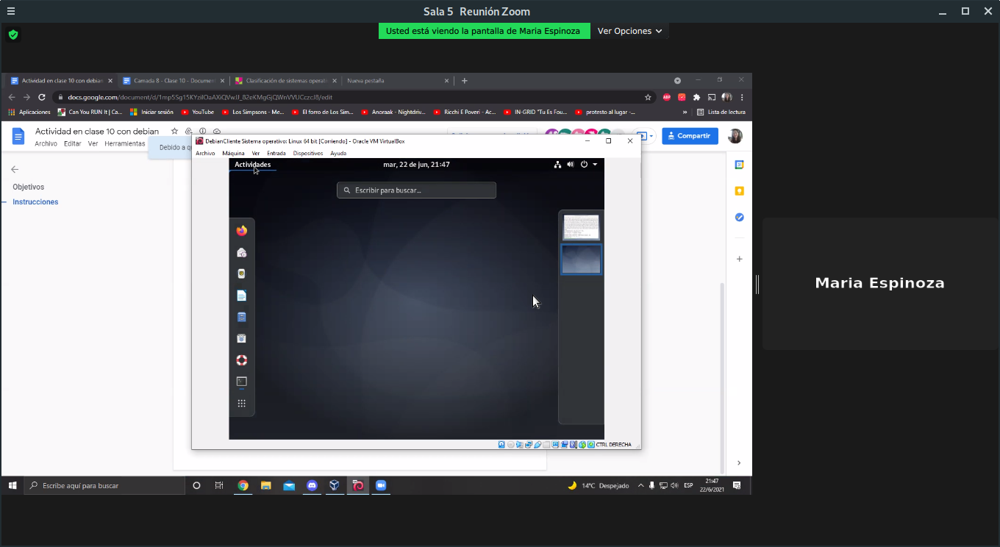 Sala 5 Reunión Zoom
Usted está viendo la pantalla de Maria Espinoza
Ver Opciones
Actividad en clase 10 con debian
Camada 8 - Clase 10 - Document
Clasificación de sistemas operati
Nueva pestaña
docs.google.com/document/d/1mp5Sg15KYzilOaAXiQVwJJ_82eKMgGjQWnVVUCczcJ8/edit
ABP
Aplicaciones
Can You RUN It | Ca...
Iniciar sesión
YouTube
Los Simpsons - Me...
El forro de Los Sim...
Anoraak - Nightdriv...
Ricchi E Poveri - Ac...
IN-GRID "Tu Es Fou...
protesto al lugar -...
»
Lista de lectura
Actividad en clase 10 con debian
Archivo Editar Ver Herramientas
Debido a qu
Compartir
Objetivos
Instrucciones
DebianCliente Sistema operativo: Linux 64 bit [Corriendo] - Oracle VM VirtualBox
Archivo Máquina Ver Entrada Dispositivos Ayuda
Actividades
mar, 22 de jun, 21:47
Escribir para buscar...
CTRL DERECHA
Maria Espinoza
Escribe aquí para buscar
14°C Despejado
ESP
21:47
22/6/2021